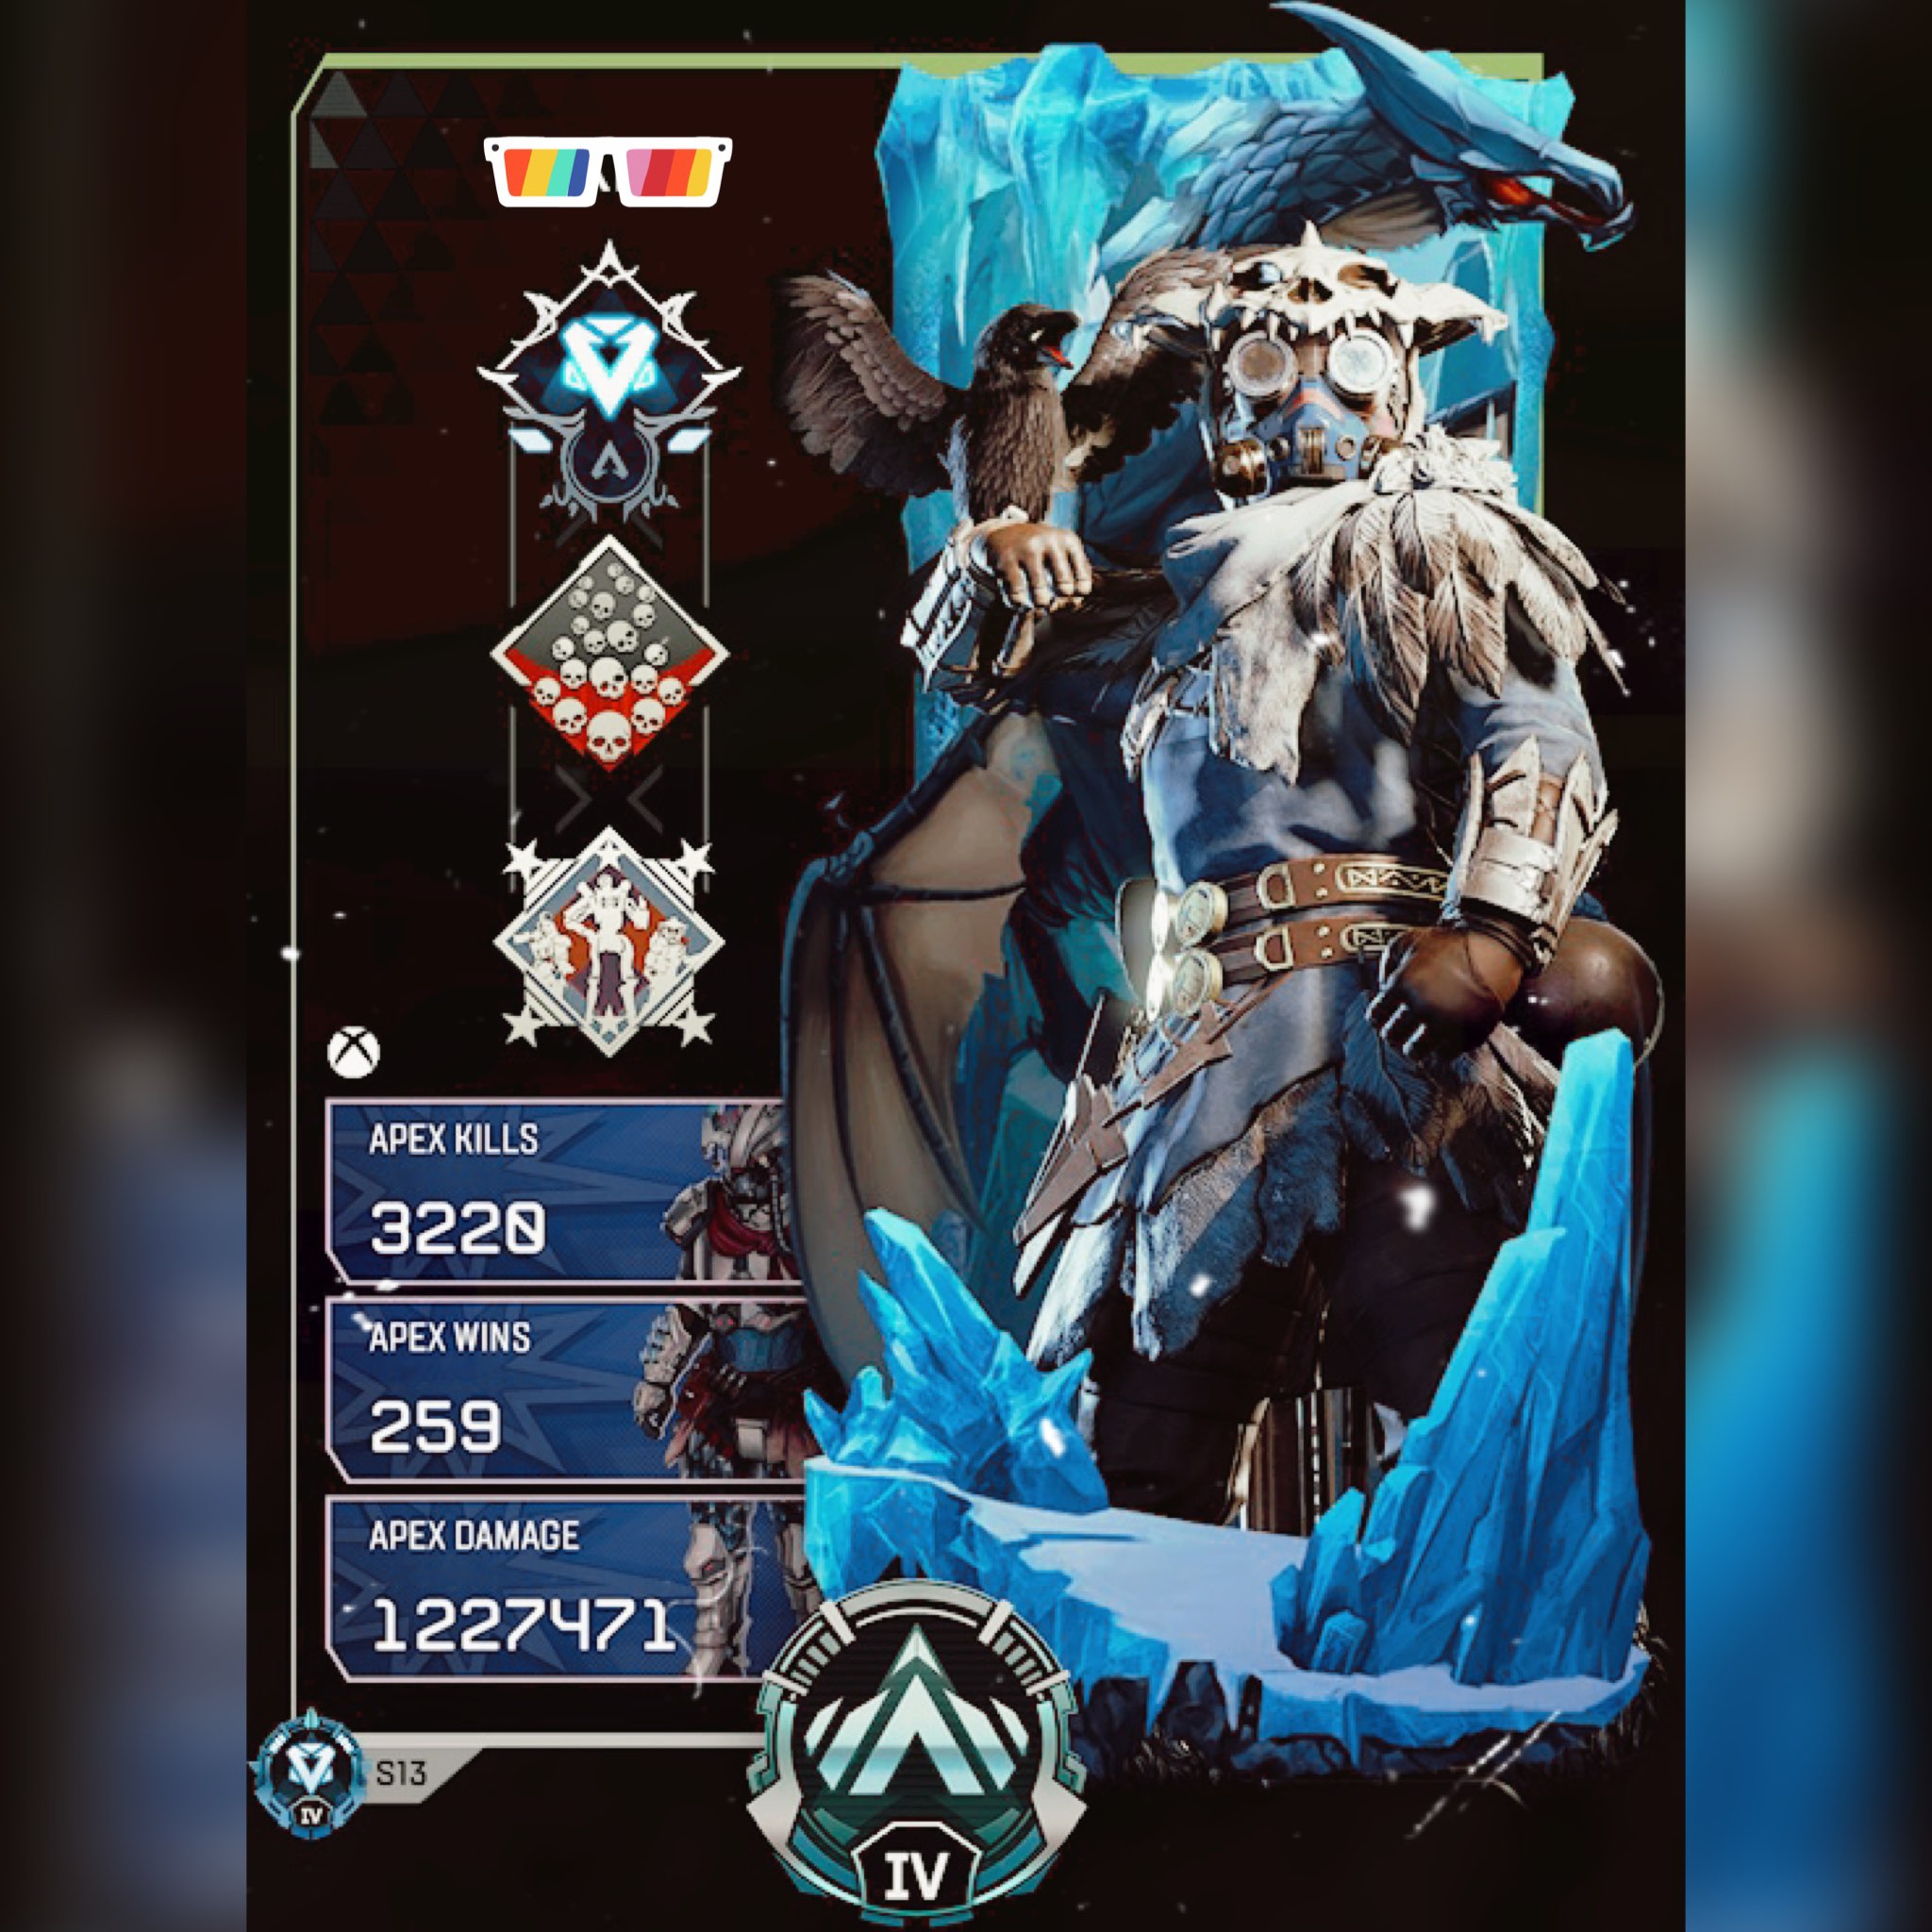 APEX KILLS
3220
APEX WINS
259
APEX DAMAGE
1227471
S13
IV
IV